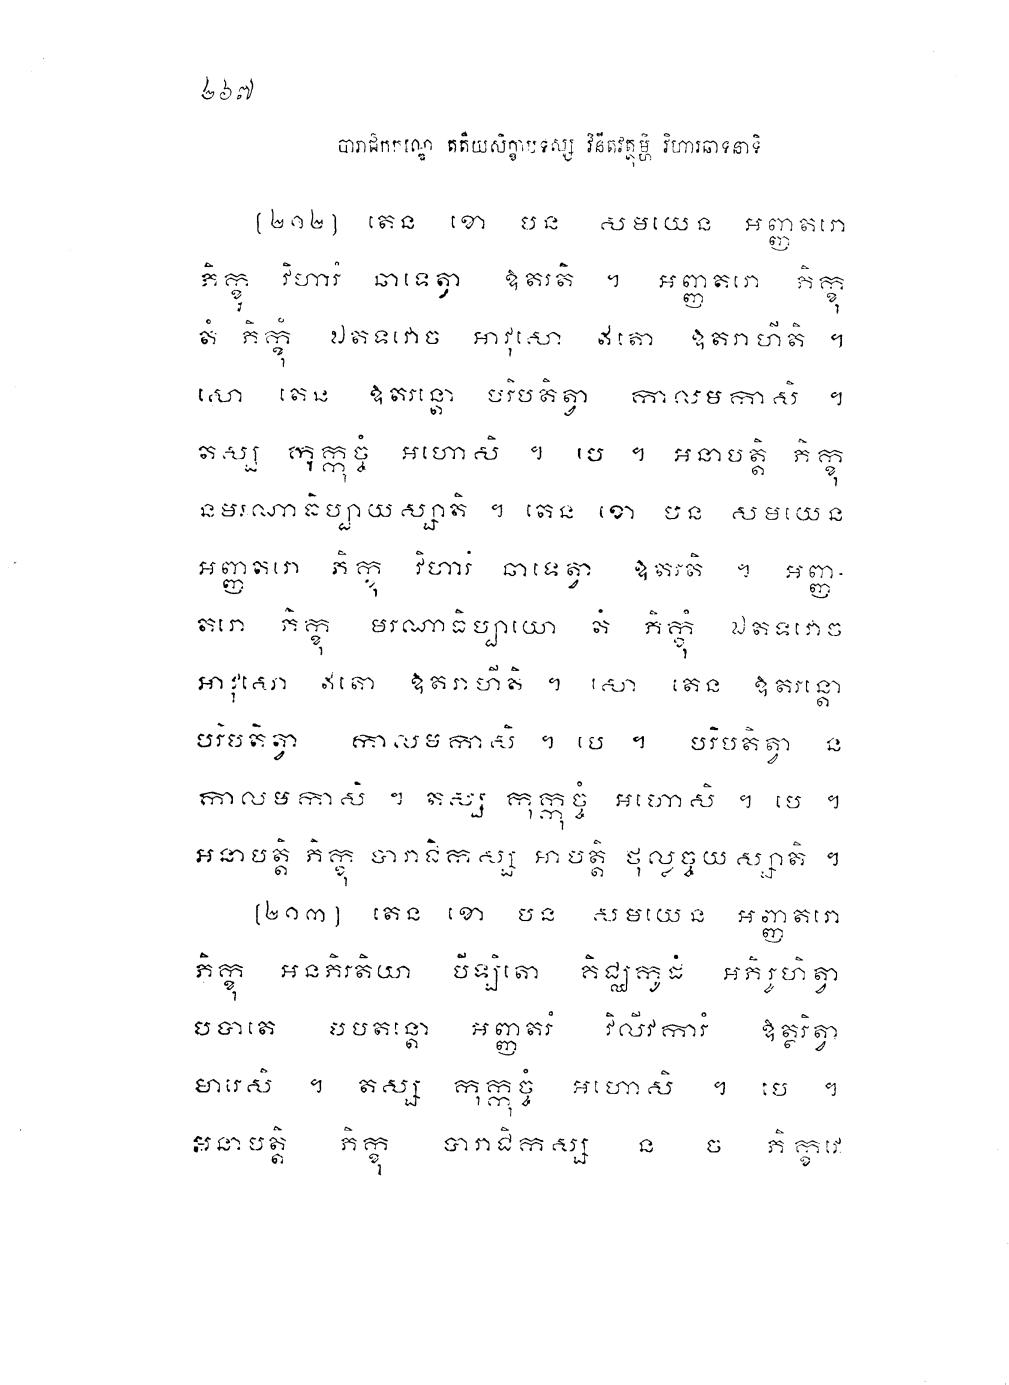 ២៦៧
បារាជិកកណ្ឌេ តតិយសិក្ខាបទស្ស វិនីតវត្ថុម្ហិ វិហារឆាទនាទិ
[២១២] តេន ខោ បន សមយេន អញ្ញតរោ
ភិក្ខុ វិហារំ ឆាទេត្វា ឱតរតិ ។ អញ្ញតរោ ភិក្ខុ
តំ ភិក្ខុំ ឯតទវោច អាវុសោ ឥតោ ឱតរាហីតិ ។
សោ តេន ឱតរន្តោ បរិបតិត្វា កាលមកាសិ ។
តស្ស កុក្កុច្ចំ អហោសិ ។ បេ ។ អនាបត្តិ ភិក្ខុ
នមរណាធិប្បាយស្សាតិ ។ តេន ខោ បន សមយេន
អញ្ញតរោ ភិក្ខុ វិហារំ ឆាទេត្វា ឱតរតិ ។ អញ្ញ-
តរោ ភិក្ខុ មរណាធិប្បាយោ តំ ភិក្ខុំ ឯតទវោច
អាវុសោ ឥតោ ឱតរាហីតិ ។ សោ តេន ឱតរន្តោ
បរិបតិត្វា កាលមកាសិ ។ បេ ។ បរិបតិត្វា ន
កាលមកាសិ ។ តស្ស កុក្កុច្ចំ អហោសិ ។ បេ ។
អនាបត្តិ ភិក្ខុ បារាជិកស្ស អាបត្តិ ថុល្លច្ចយស្សាតិ ។
[២១៣] តេន ខោ បន សមយេន អញ្ញតរោ
ភិក្ខុ អនភិរតិយា បីឡិតោ គិជ្ឈកូដំ អភិរូហិត្វា
បបាតេ បបតន្តោ អញ្ញតរំ វិលីវការំ ឱត្ថរិត្វា
មារេសិ ។ តស្ស កុក្កុច្ចំ អហោសិ ។ បេ ។
អនាបត្តិ ភិក្ខុ បារាជិកស្ស ន ច ភិក្ខវេ